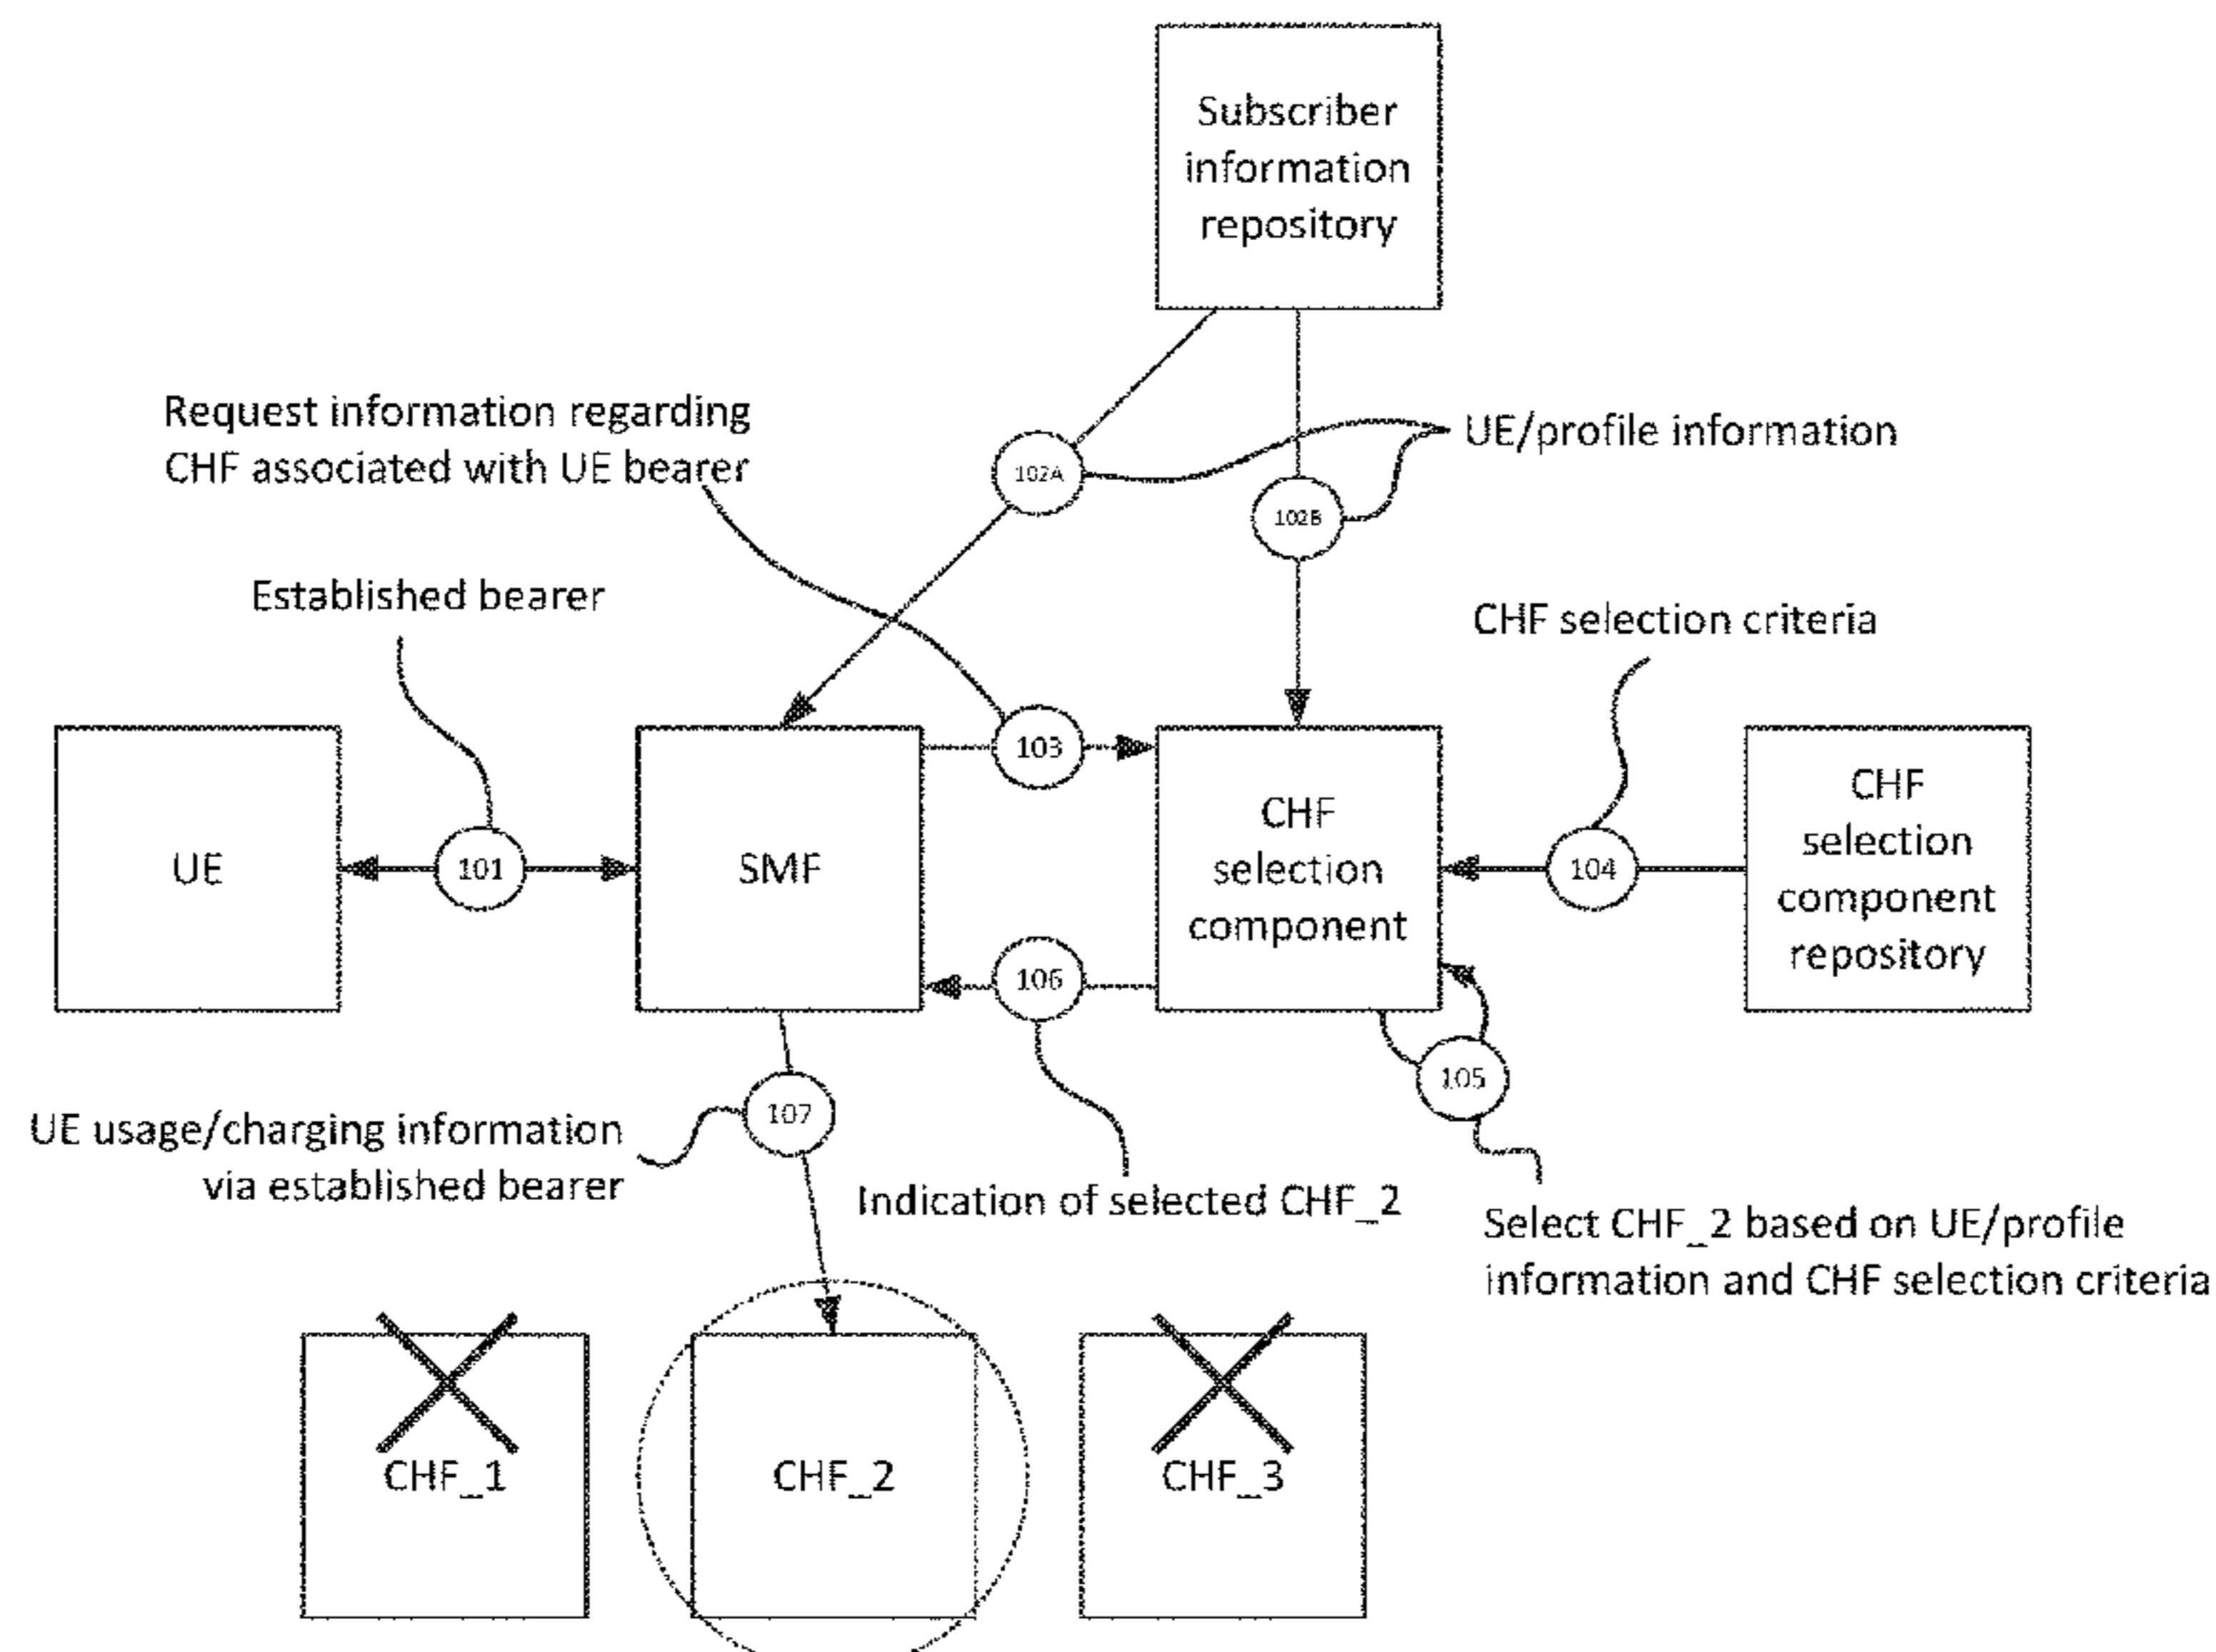 Subscriber
information
repository
Request information regarding
CHF associated with UE bearer
102A
UE/profile information
102B
Established bearer
CHF selection criteria
UE
101
SMF
103
CHF
selection
component
104
CHF
selection
component
repository
106
105
107
UE usage/charging information
via established bearer
Indication of selected CHF_2
Select CHF_2 based on UE/profile
information and CHF selection criteria
CHF_1
CHF_2
CHF_3